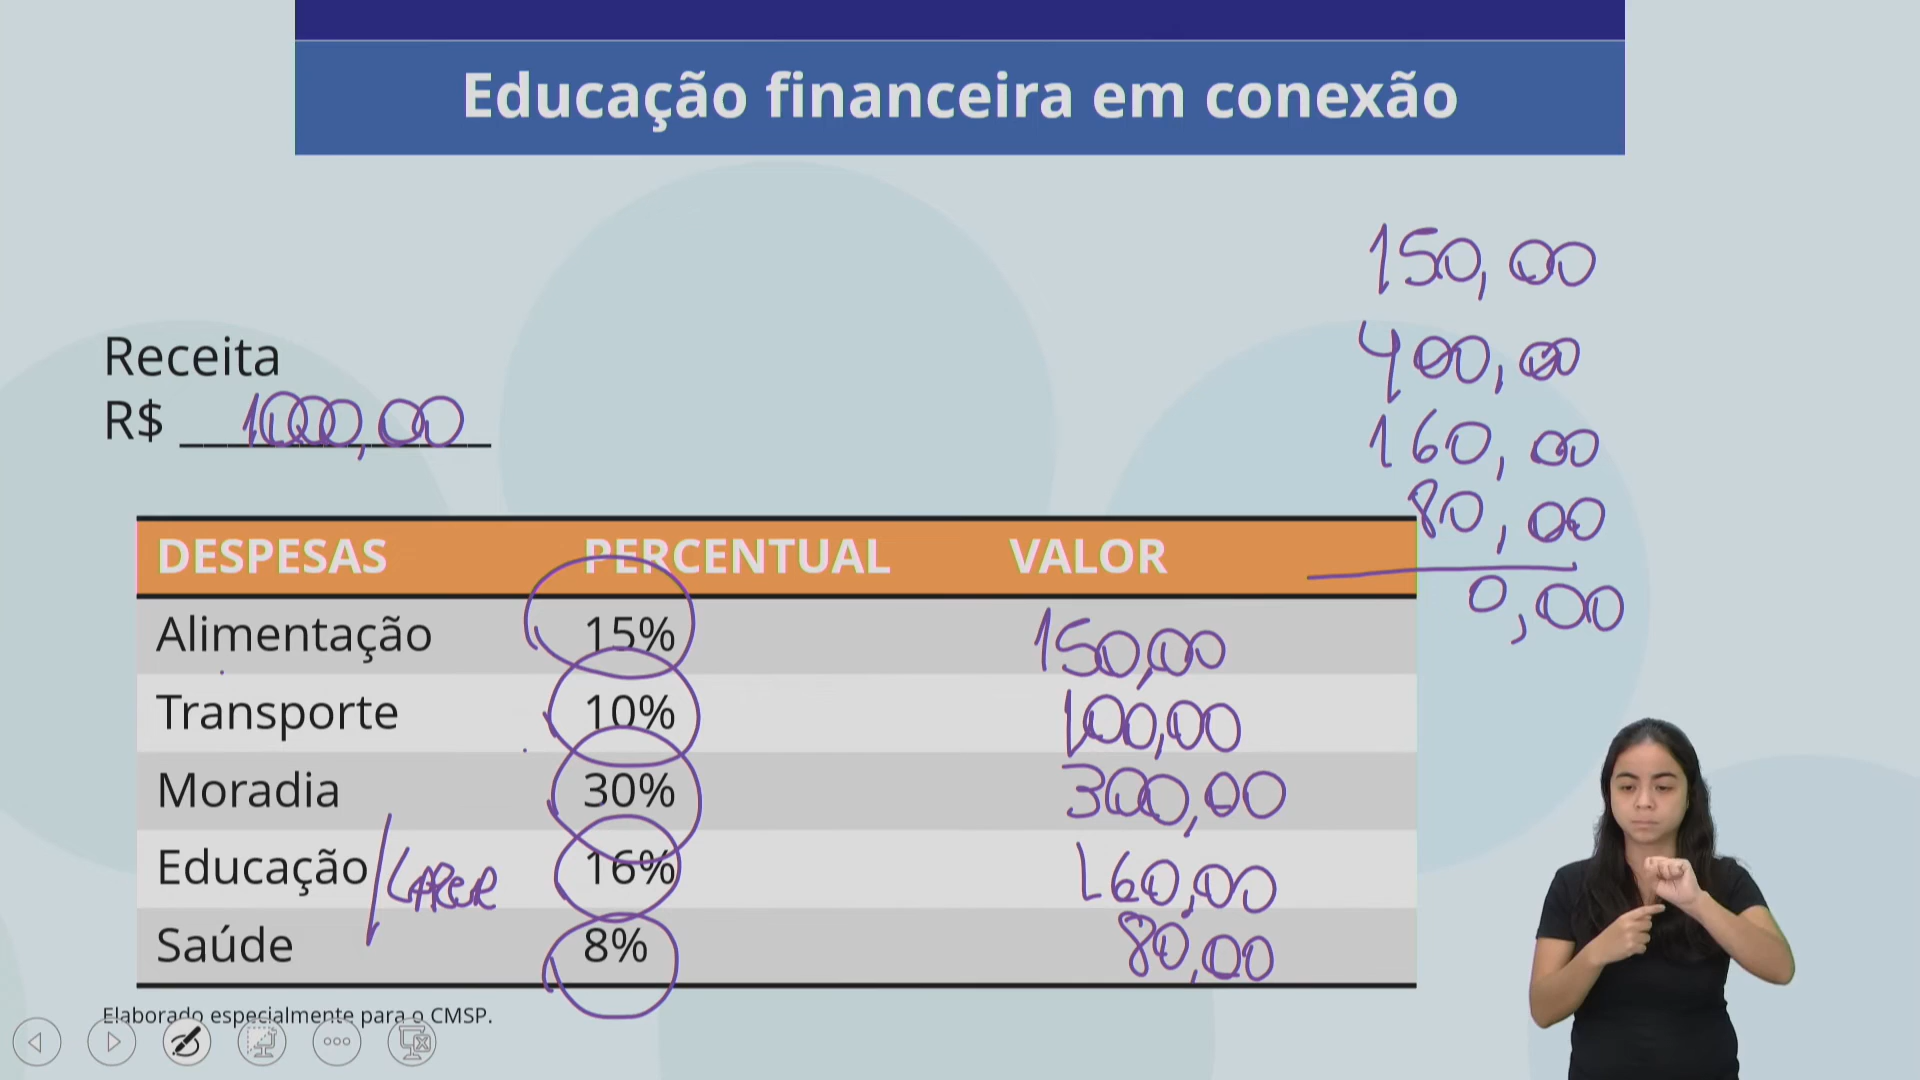 Educação financeira em conexão
150,00
400,00
160,00
80,00
0,00
Receita
R$ 1000,00
DESPESAS PERCENTUAL VALOR
Alimentação 15% 150,00
Transporte 10% 100,00
Moradia 30% 300,00
Educação/LAZER 16% 160,00
Saúde 8% 80,00
Elaborado especialmente para o CMSP.